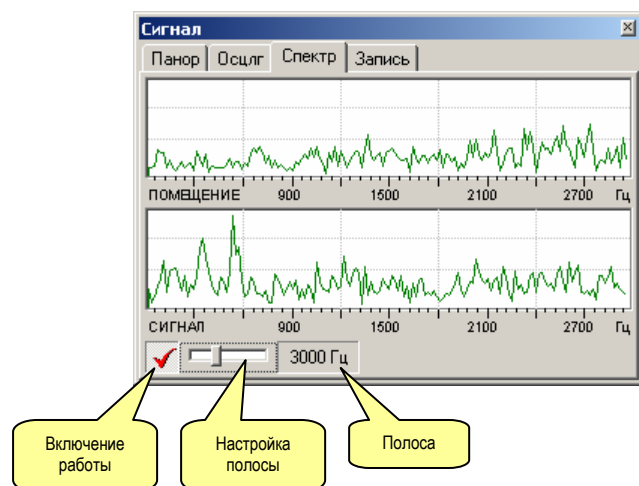 Сигнал
Панор Осцлг Спектр Запись
ПОМЕЩЕНИЕ 900 1500 2100 2700 Гц
СИГНАЛ 900 1500 2100 2700 Гц
3000 Гц
Включение
работы
Настройка
полосы
Полоса